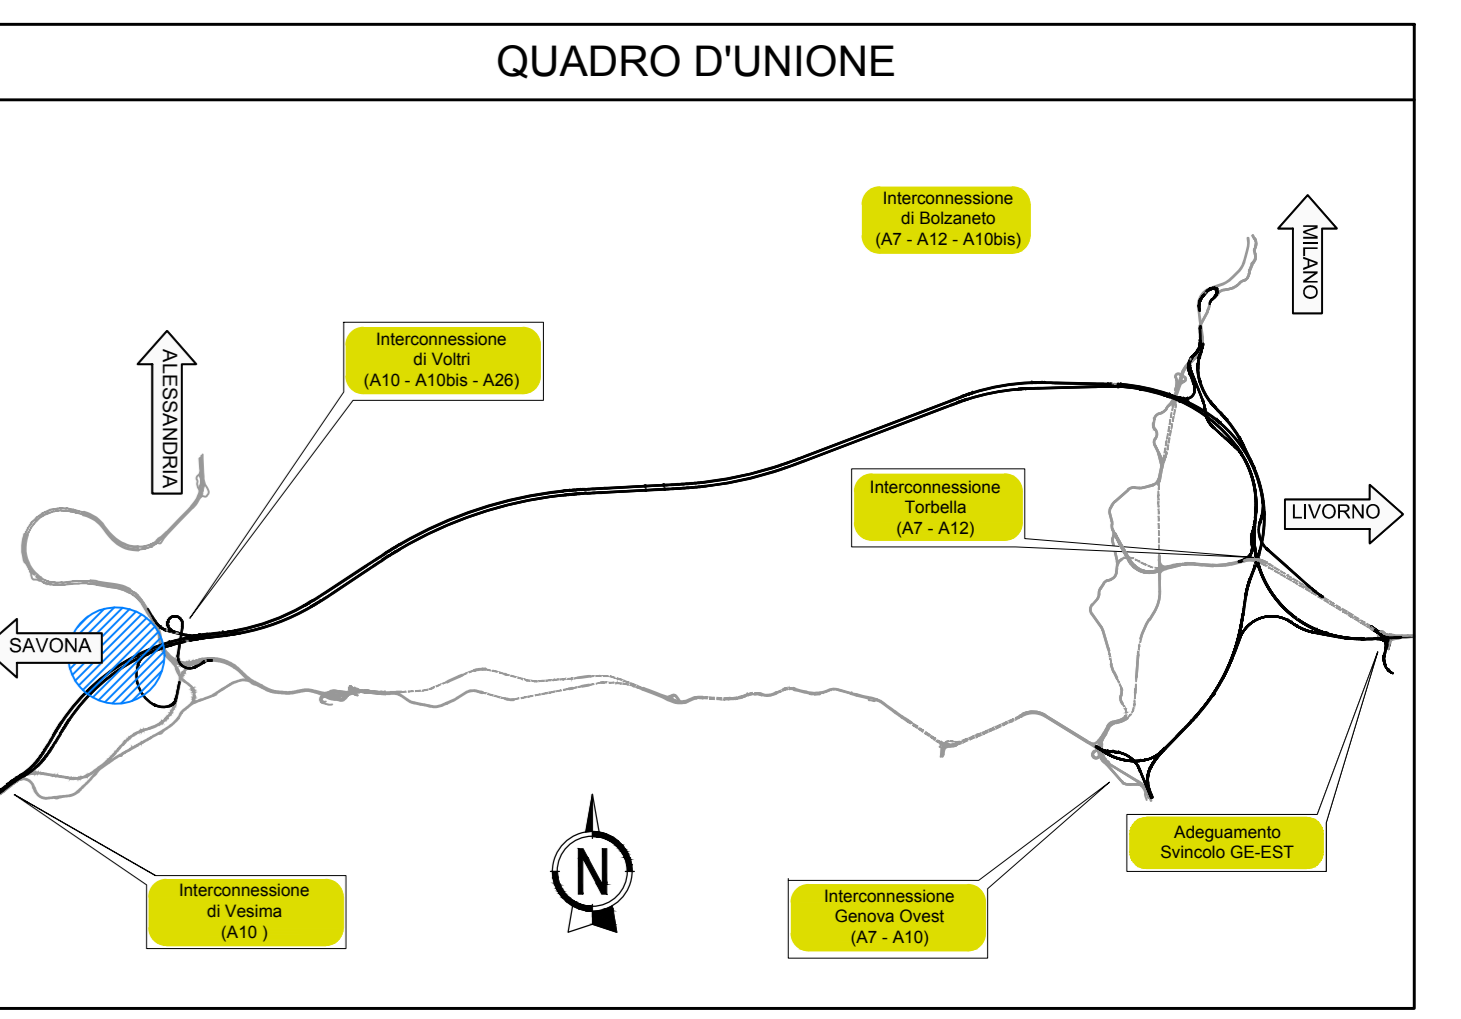 QUADRO D'UNIONE
Interconnessione
di Bolzaneto
(A7 - A12 - A10bis)
MILANO
Interconnessione
di Voltri
(A10 - A10bis - A26)
ALESSANDRIA
Interconnessione
Torbella
(A7 - A12)
LIVORNO
SAVONA
Adeguamento
Svincolo GE-EST
N
Interconnessione
di Vesima
(A10 )
Interconnessione
Genova Ovest
(A7 - A10)